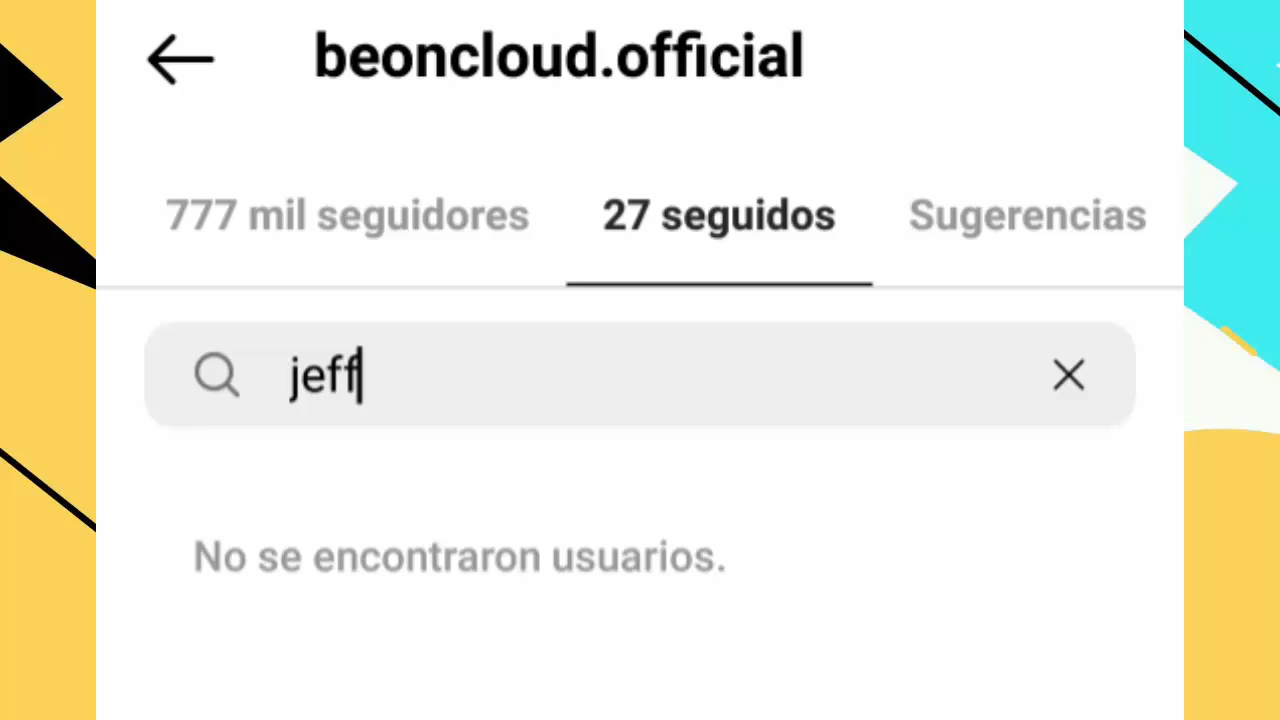 beoncloud.official
777 mil seguidores 27 seguidos Sugerencias
jeff
No se encontraron usuarios.